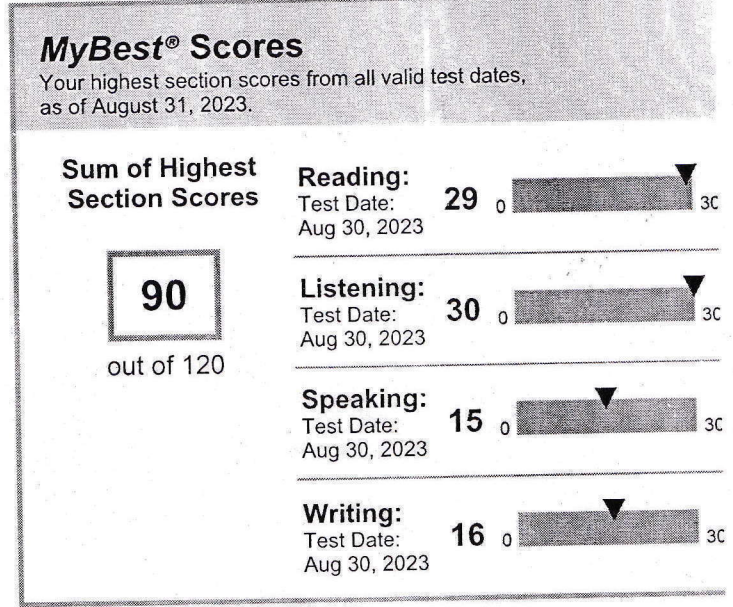 MyBest® Scores
Your highest section scores from all valid test dates,
as of August 31, 2023.
Sum of Highest
Section Scores
90
out of 120
Reading:
Test Date:
Aug 30, 2023
29
0
30
Listening:
Test Date:
Aug 30, 2023
30
0
30
Speaking:
Test Date:
Aug 30, 2023
15
0
30
Writing:
Test Date:
Aug 30, 2023
16
0
30